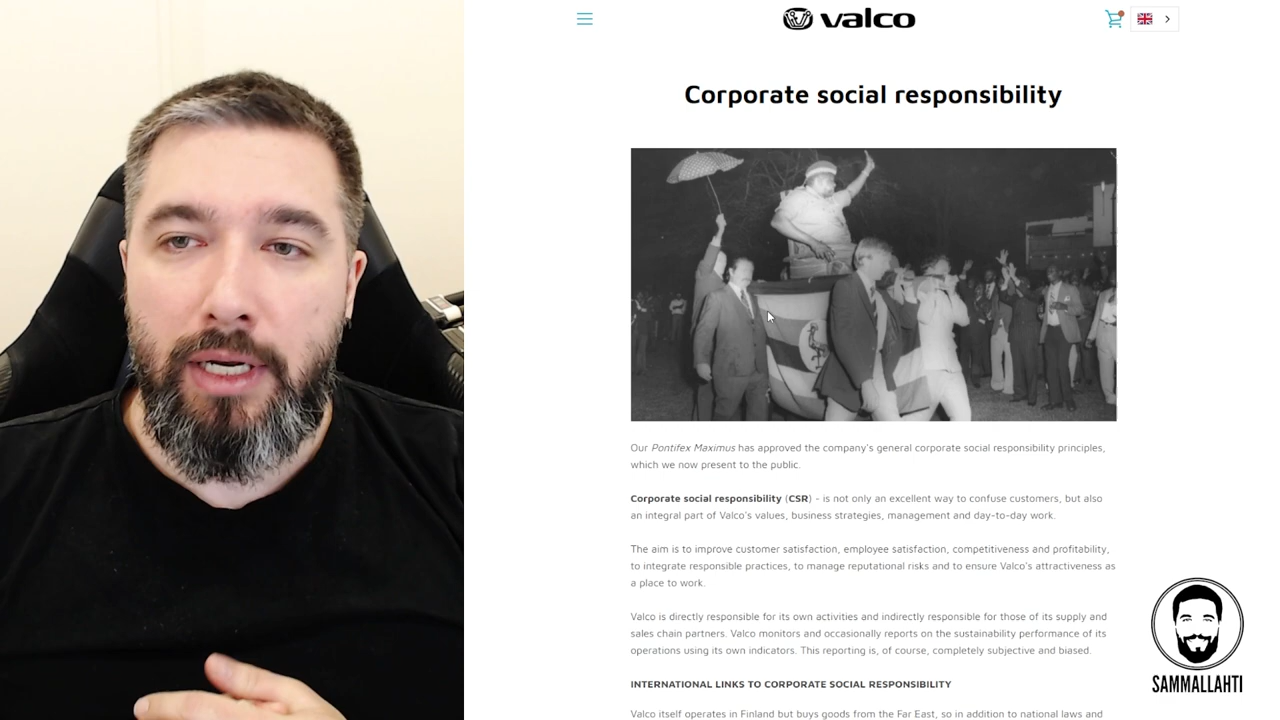 valco
Corporate social responsibility
Our Pontifex Maximus has approved the company's general corporate social responsibility principles,
which we now present to the public.
Corporate social responsibility (CSR) - is not only an excellent way to confuse customers, but also
an integral part of Valco's values, business strategies, management and day-to-day work.
The aim is to improve customer satisfaction, employee satisfaction, competitiveness and profitability,
to integrate responsible practices, to manage reputational risks and to ensure Valco's attractiveness as
a place to work.
Valco is directly responsible for its own activities and indirectly responsible for those of its supply and
sales chain partners. Valco monitors and occasionally reports on the sustainability performance of its
operations using its own indicators. This reporting is, of course, completely subjective and biased.
INTERNATIONAL LINKS TO CORPORATE SOCIAL RESPONSIBILITY
Valco itself operates in Finland but buys goods from the Far East, so in addition to national laws and
SAMMALLAHTI